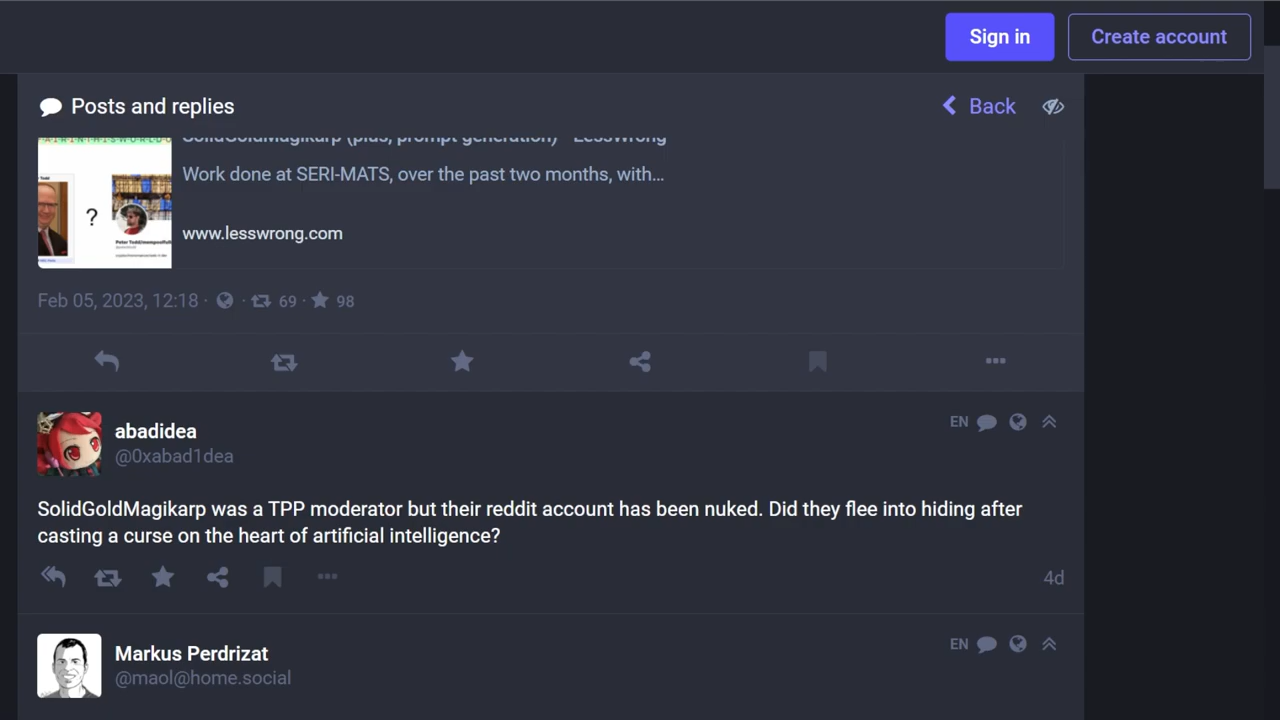 Sign in
Create account
Posts and replies
Back
SolidGoldMagikarp (plus, prompt generation) - LessWrong
Work done at SERI-MATS, over the past two months, with…
?
www.lesswrong.com
Feb 05, 2023, 12:18 · · 69 · 98
abadidea
EN
@0xabad1dea
SolidGoldMagikarp was a TPP moderator but their reddit account has been nuked. Did they flee into hiding after
casting a curse on the heart of artificial intelligence?
4d
Markus Perdrizat
EN
@maol@home.social